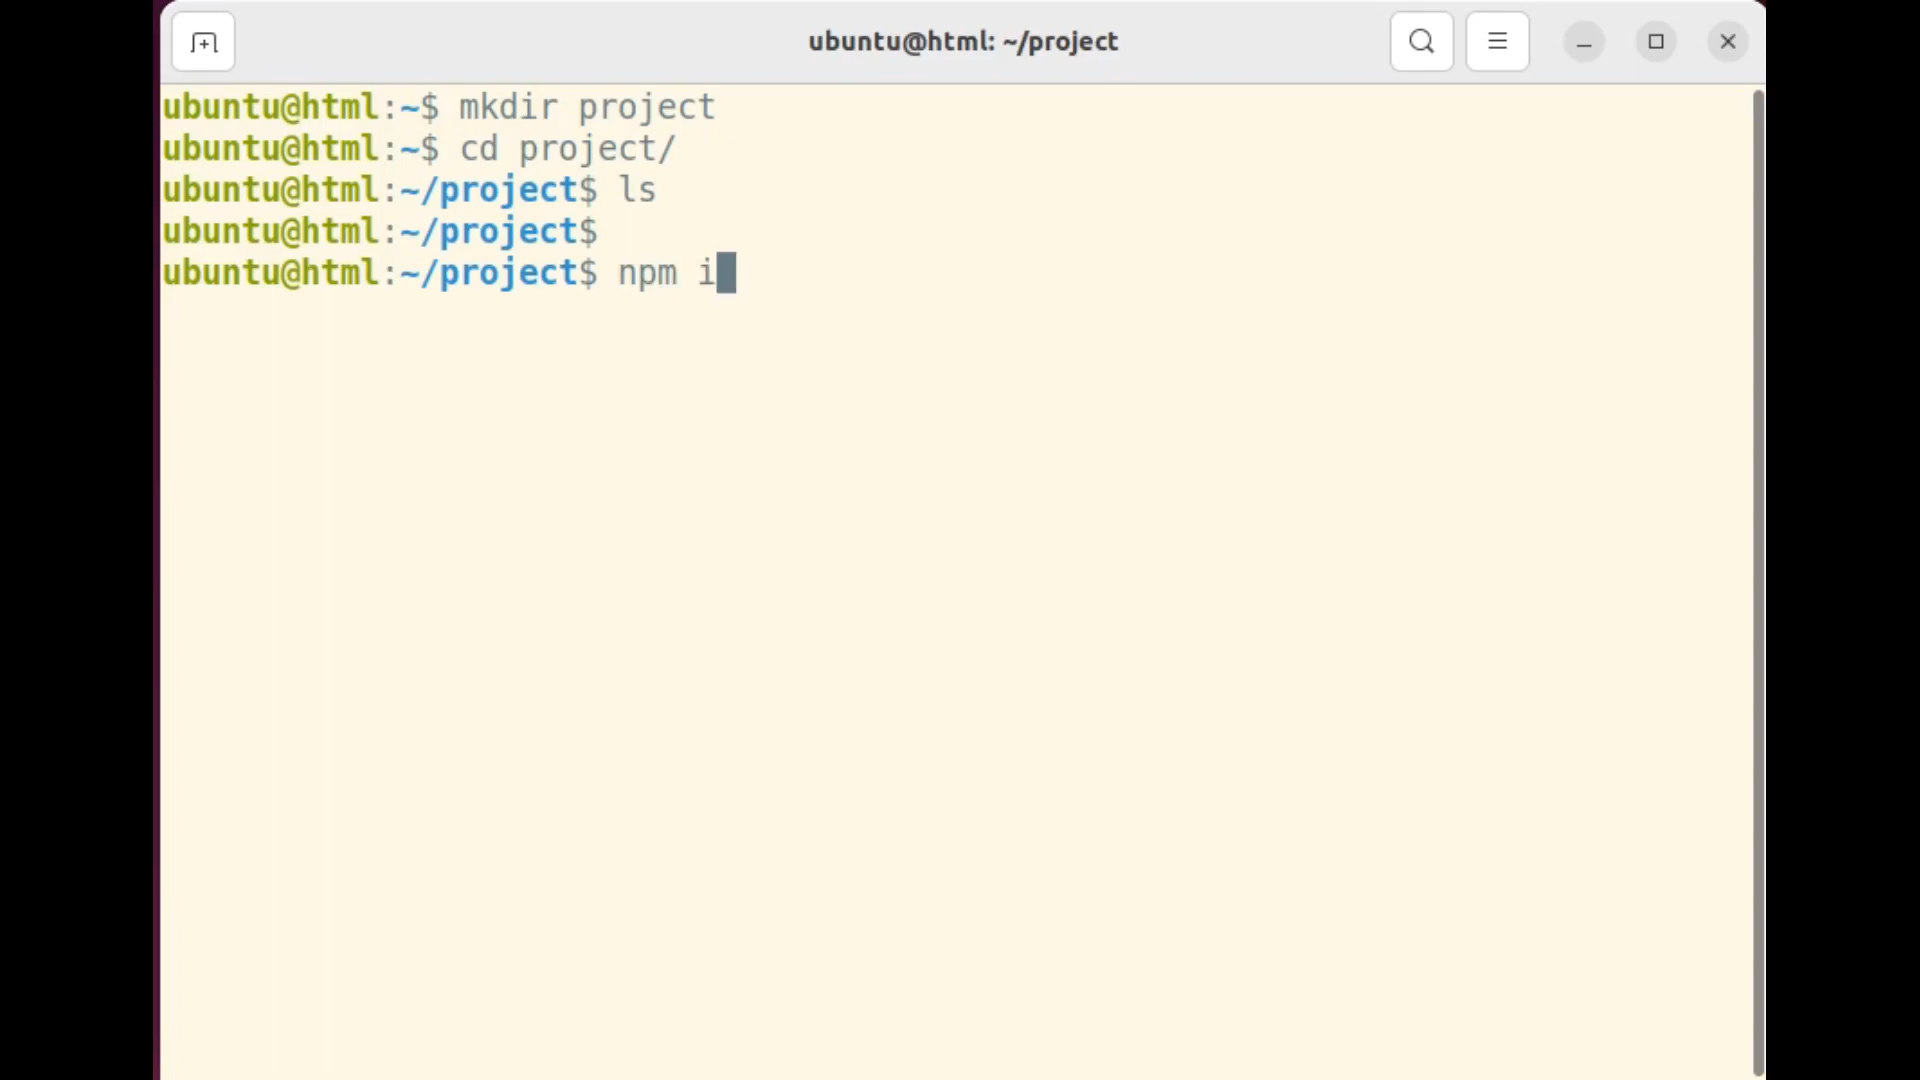 ubuntu@html: ~/project
ubuntu@html:~$ mkdir project
ubuntu@html:~$ cd project/
ubuntu@html:~/project$ ls
ubuntu@html:~/project$
ubuntu@html:~/project$ npm i